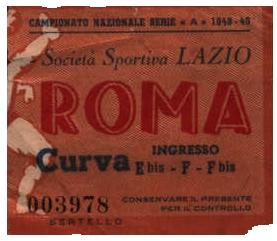 CAMPIONATO NAZIONALE SERIE «A» 1948-49
Società Sportiva LAZIO
ROMA
INGRESSO
Curva E bis - F - F bis
003978
CONSERVARE IL PRESENTE
PER IL CONTROLLO
BERTELLO